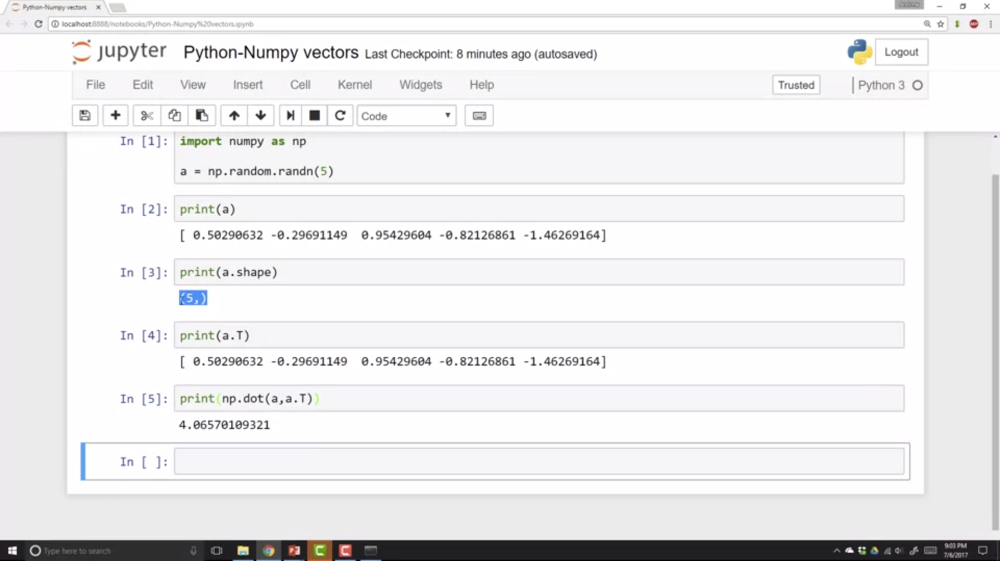 Python-Numpy vectors
Andrew
localhost:8888/notebooks/Python-Numpy%20vectors.ipynb
ABP
jupyter Python-Numpy vectors Last Checkpoint: 8 minutes ago (autosaved) Logout
File Edit View Insert Cell Kernel Widgets Help Trusted Python 3
Code
In [1]: import numpy as np
a = np.random.randn(5)
In [2]: print(a)
[ 0.50290632 -0.29691149  0.95429604 -0.82126861 -1.46269164]
In [3]: print(a.shape)
(5,)
In [4]: print(a.T)
[ 0.50290632 -0.29691149  0.95429604 -0.82126861 -1.46269164]
In [5]: print(np.dot(a,a.T))
4.06570109321
In [ ]:
Type here to search
9:03 PM
7/6/2017